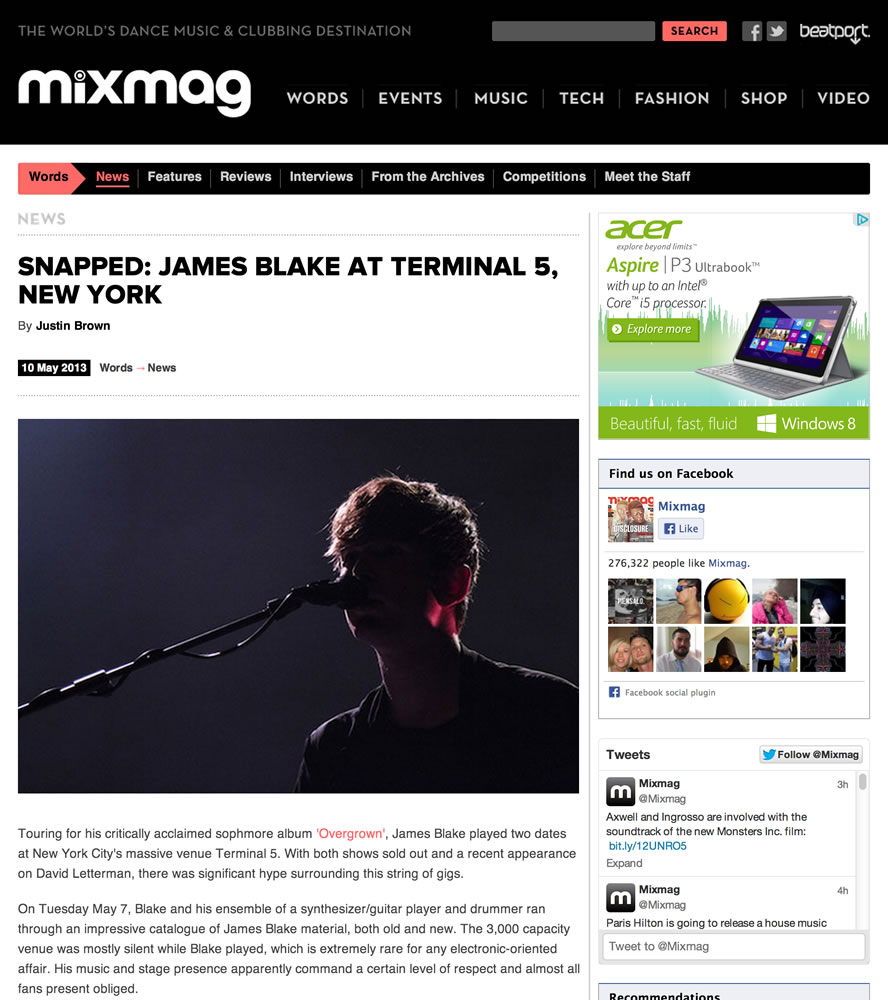 THE WORLD'S DANCE MUSIC & CLUBBING DESTINATION
SEARCH
beatport
mixmag
WORDS EVENTS MUSIC TECH FASHION SHOP VIDEO
Words News Features Reviews Interviews From the Archives Competitions Meet the Staff
NEWS
SNAPPED: JAMES BLAKE AT TERMINAL 5,
NEW YORK
By Justin Brown
10 May 2013 Words → News
Touring for his critically acclaimed sophmore album 'Overgrown', James Blake played two dates
at New York City's massive venue Terminal 5. With both shows sold out and a recent appearance
on David Letterman, there was significant hype surrounding this string of gigs.
On Tuesday May 7, Blake and his ensemble of a synthesizer/guitar player and drummer ran
through an impressive catalogue of James Blake material, both old and new. The 3,000 capacity
venue was mostly silent while Blake played, which is extremely rare for any electronic-oriented
affair. His music and stage presence apparently command a certain level of respect and almost all
fans present obliged.
acer
explore beyond limits™
Aspire | P3 Ultrabook™
with up to an Intel®
Core™ i5 processor.
Explore more
Beautiful, fast, fluid Windows 8
Find us on Facebook
mixmag
DISCLOSURE
Mixmag
Like
276,322 people like Mixmag.
PIENSALO.
Facebook social plugin
Tweets Follow @Mixmag
m
Mixmag 3h
@Mixmag
Axwell and Ingrosso are involved with the
soundtrack of the new Monsters Inc. film:
bit.ly/12UNRO5
Expand
m
Mixmag 4h
@Mixmag
Paris Hilton is going to release a house music
Tweet to @Mixmag
Recommendations